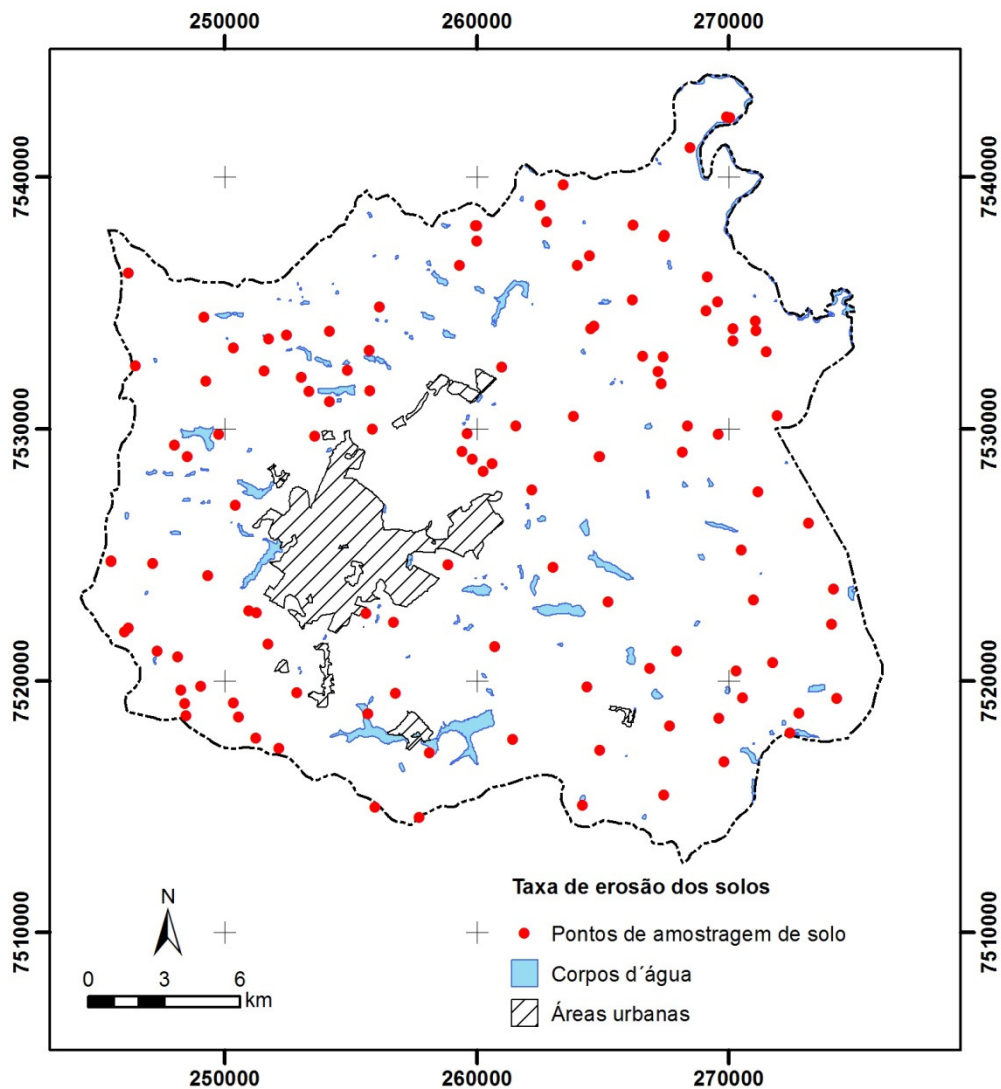 250000 260000 270000
7540000 7540000
7530000 7530000
7520000 7520000
7510000 7510000
Taxa de erosão dos solos
Pontos de amostragem de solo
Corpos d´água
Áreas urbanas
N
0 3 6
km
250000 260000 270000